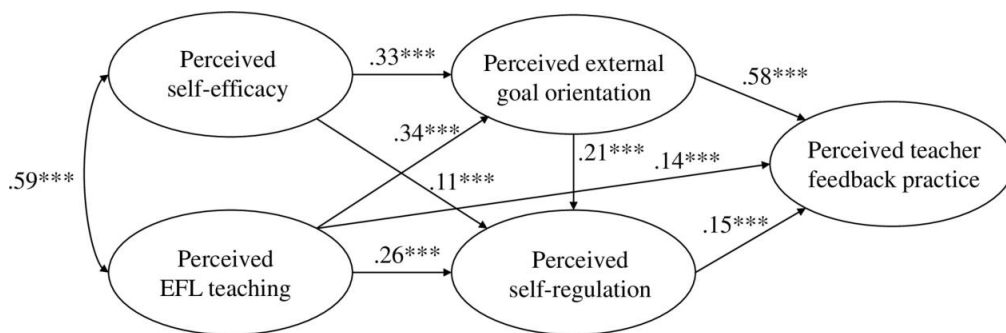 Perceived
self-efficacy
.33***
Perceived external
goal orientation
.58***
.34***
.21***
.59***
.11***
.14***
Perceived teacher
feedback practice
Perceived
EFL teaching
.26***
Perceived
self-regulation
.15***